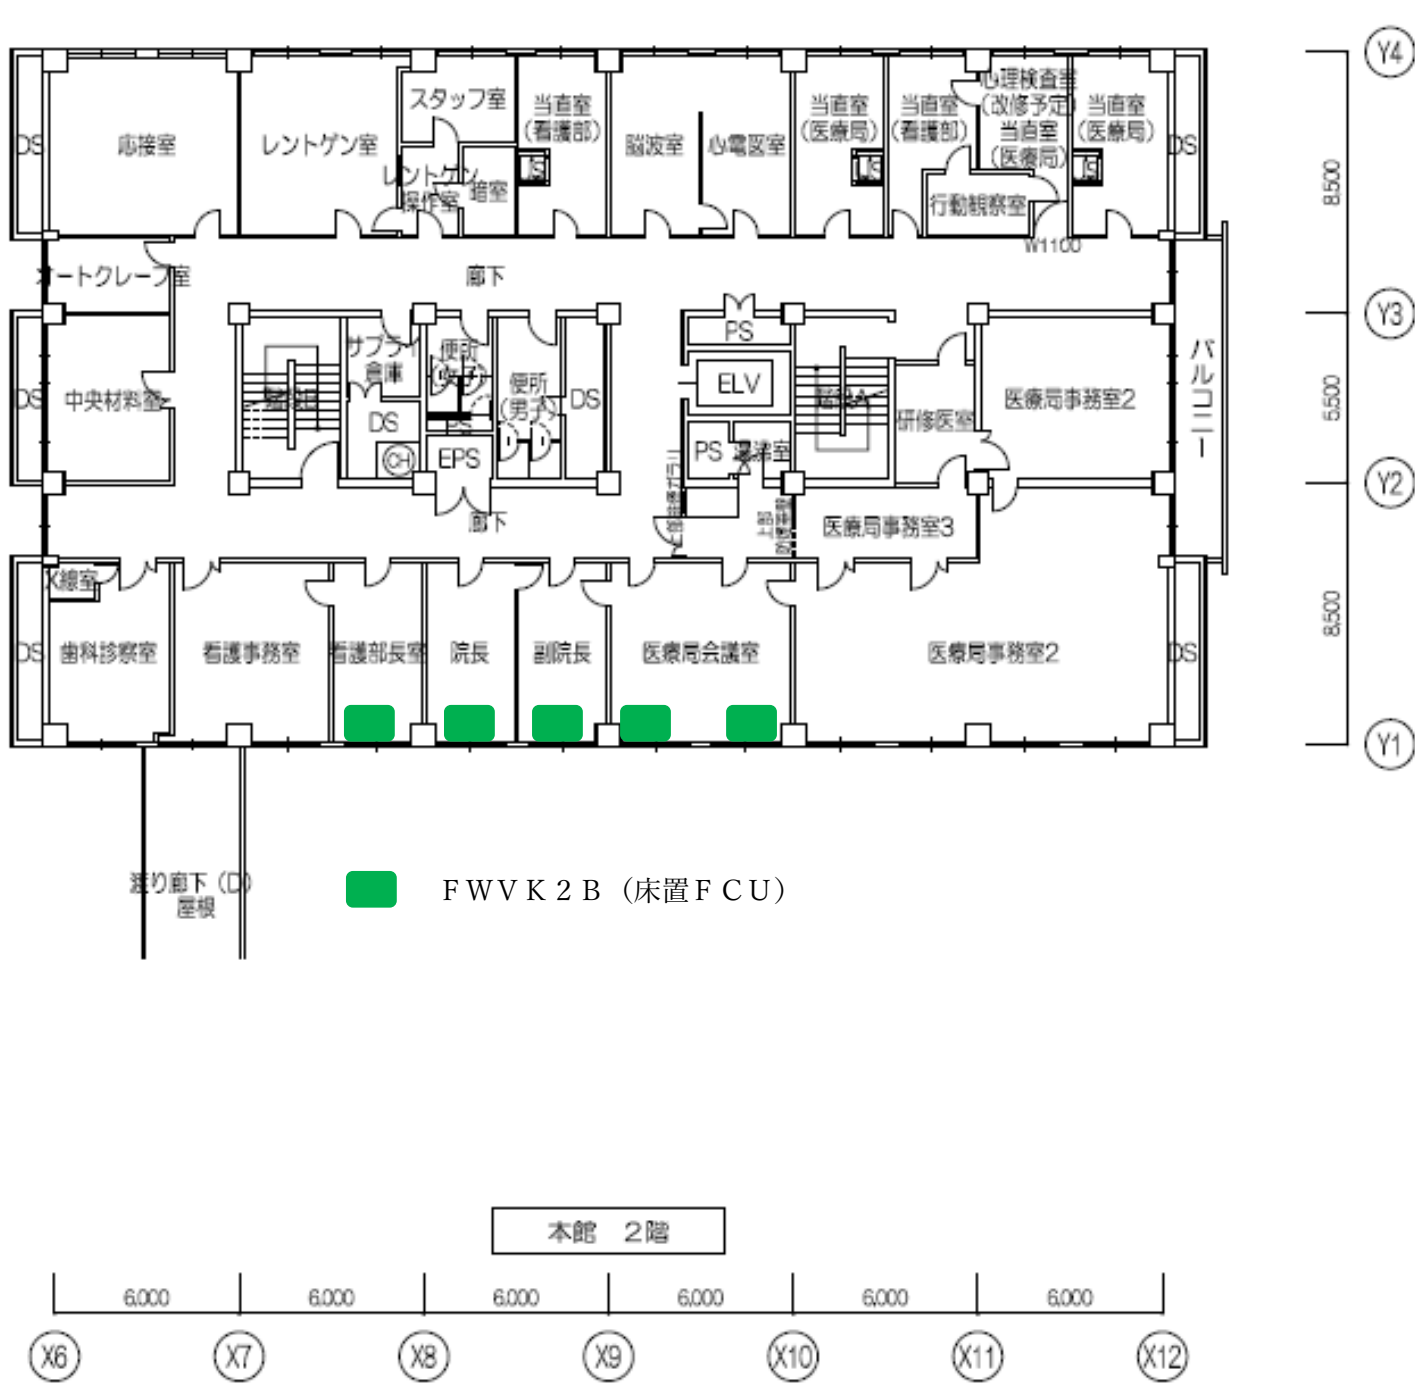 Y4
DS
応接室
レントゲン室
スタッフ室
レントゲン
操作室
暗室
当直室
(看護部)
脳波室
心電図室
当直室
(医療局)
当直室
(看護部)
心理検査室
(改修予定)
当直室
(医療局)
行動観察室
当直室
(医療局)
DS
8,500
W1100
オートクレーブ室
廊下
Y3
DS
中央材料室
サプライ
倉庫
DS
CH
便所
(女子)
EPS
便所
(男子)
DS
PS
ELV
PS
湯沸室
階段A
研修医室
医療局事務室2
バルコニー
5,500
Y2
廊下
上部
医療局事務室3
X線室
DS
歯科診察室
看護事務室
看護部長室
院長
副院長
医療局会議室
医療局事務室2
DS
8,500
Y1
渡り廊下（D）
屋根
ＦＷＶＫ２Ｂ（床置ＦＣＵ）
本館　2階
6,000
6,000
6,000
6,000
6,000
6,000
X6
X7
X8
X9
X10
X11
X12